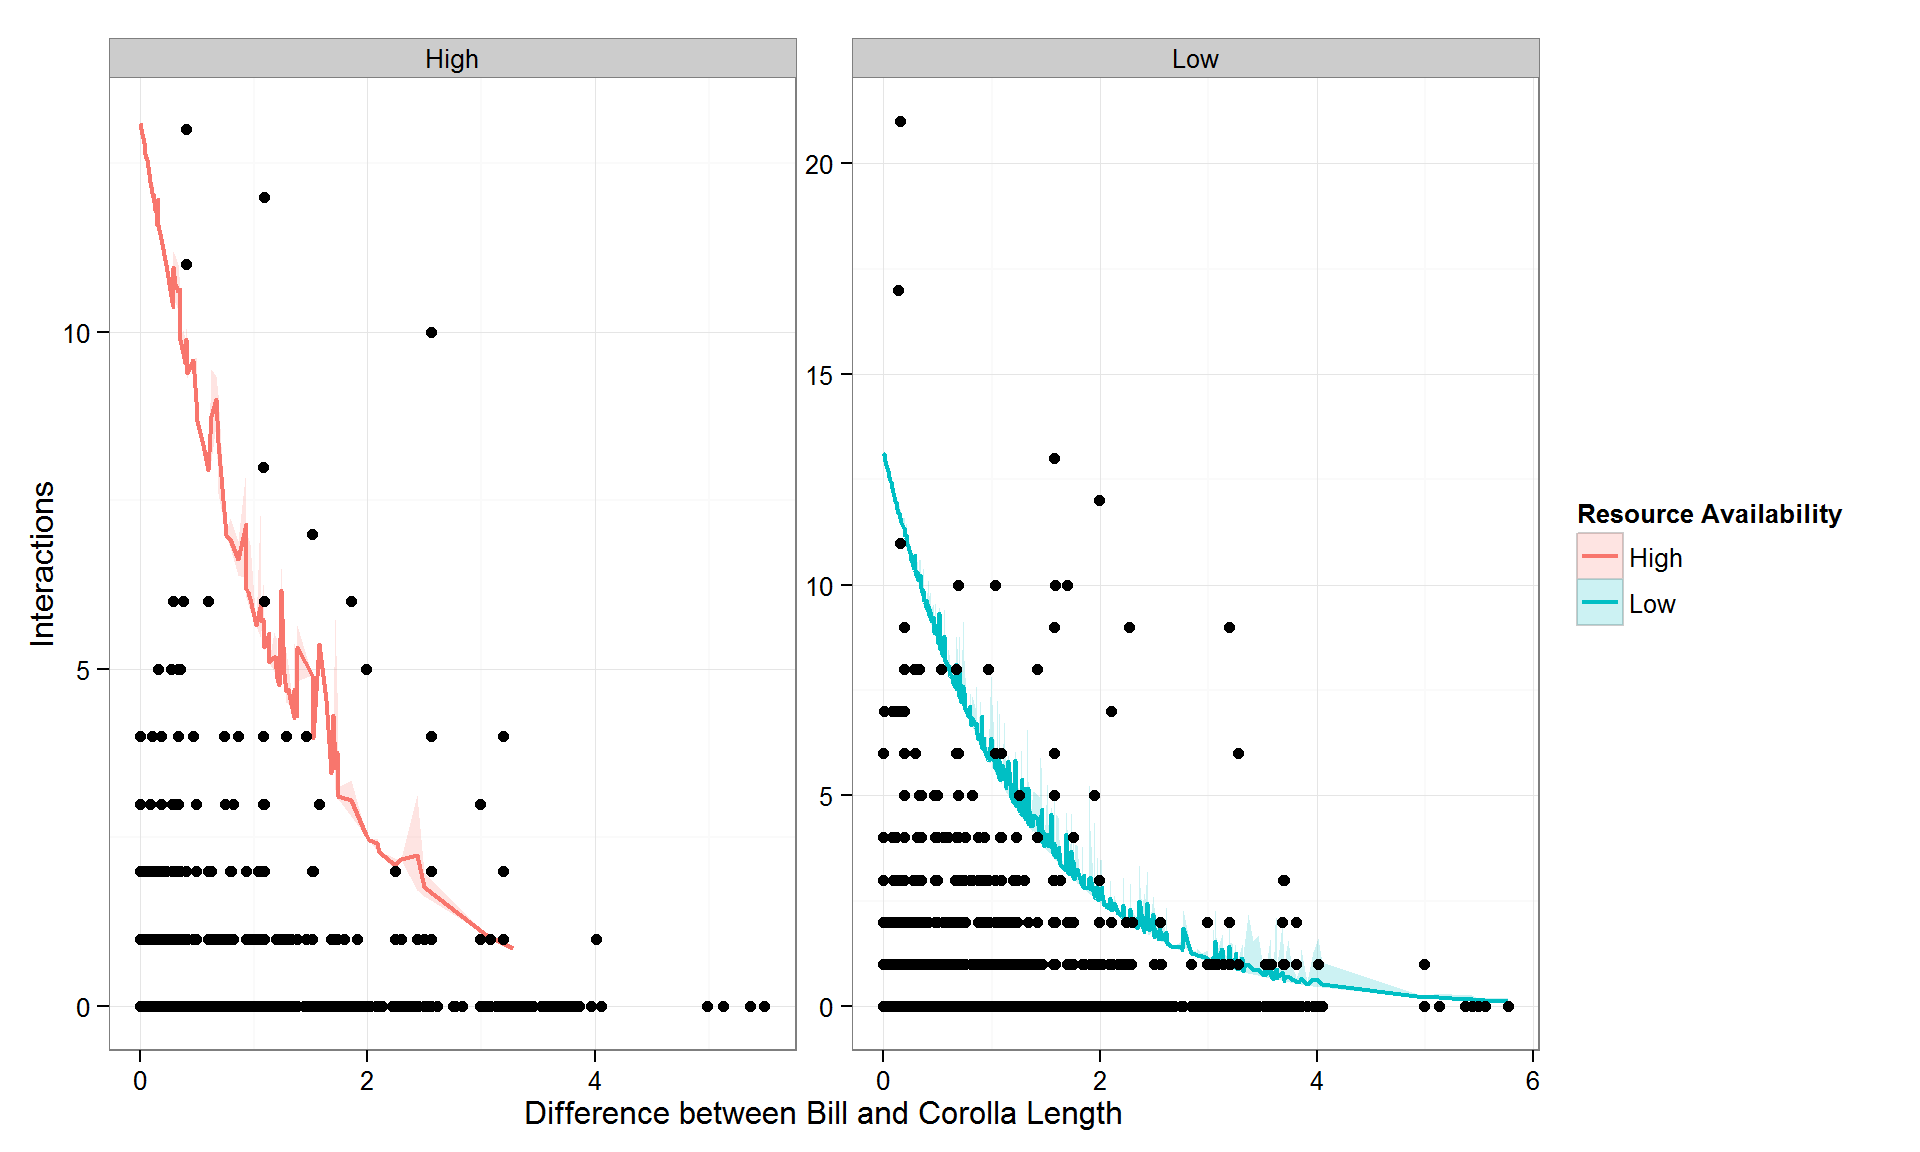 High
Low
Interactions
10
5
0
20
15
10
5
0
0 2 4
0 2 4 6
Difference between Bill and Corolla Length
Resource Availability
High
Low